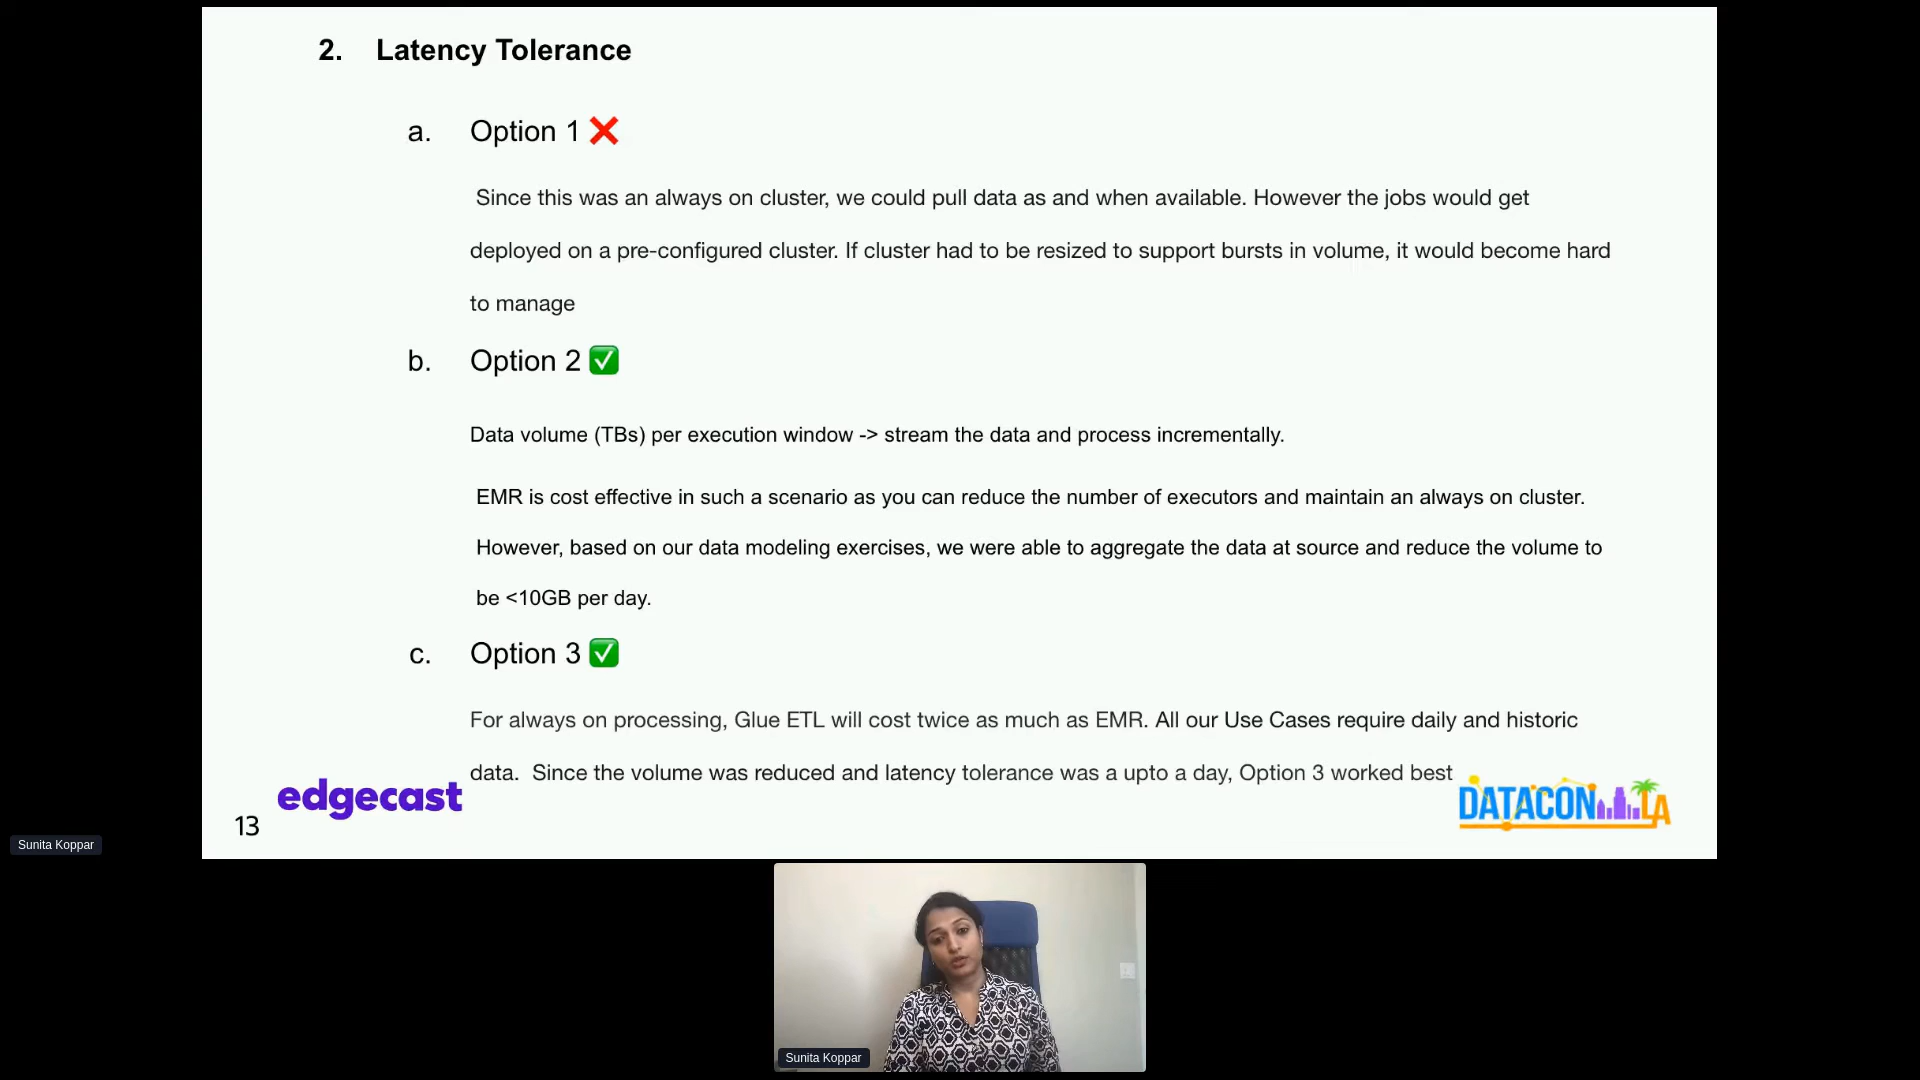 2. Latency Tolerance
a. Option 1 ❌
Since this was an always on cluster, we could pull data as and when available. However the jobs would get
deployed on a pre-configured cluster. If cluster had to be resized to support bursts in volume, it would become hard
to manage
b. Option 2 ✅
Data volume (TBs) per execution window -> stream the data and process incrementally.
EMR is cost effective in such a scenario as you can reduce the number of executors and maintain an always on cluster.
However, based on our data modeling exercises, we were able to aggregate the data at source and reduce the volume to
be <10GB per day.
c. Option 3 ✅
For always on processing, Glue ETL will cost twice as much as EMR. All our Use Cases require daily and historic
data. Since the volume was reduced and latency tolerance was a upto a day, Option 3 worked best
edgecast
DATACON LA
13
Sunita Koppar
Sunita Koppar